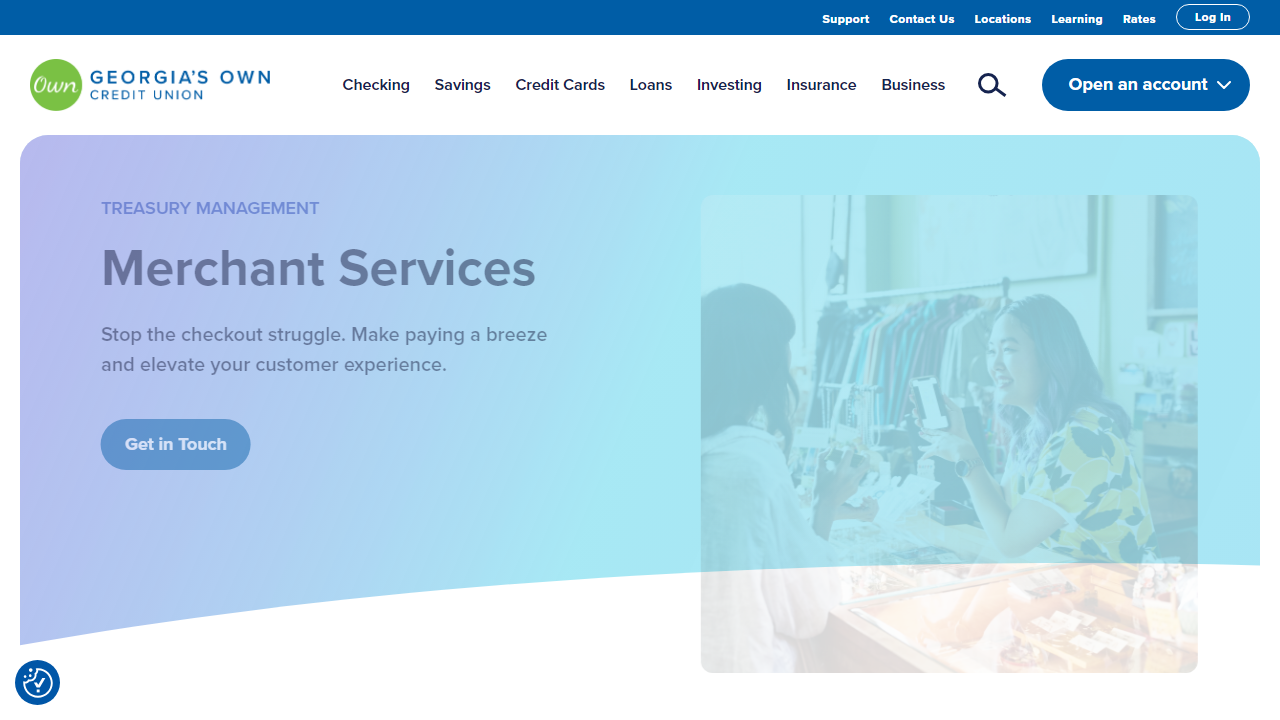 Support Contact Us Locations Learning Rates Log In
Own GEORGIA'S OWN
CREDIT UNION
Checking Savings Credit Cards Loans Investing Insurance Business
Open an account
TREASURY MANAGEMENT
Merchant Services
Stop the checkout struggle. Make paying a breeze
and elevate your customer experience.
Get in Touch